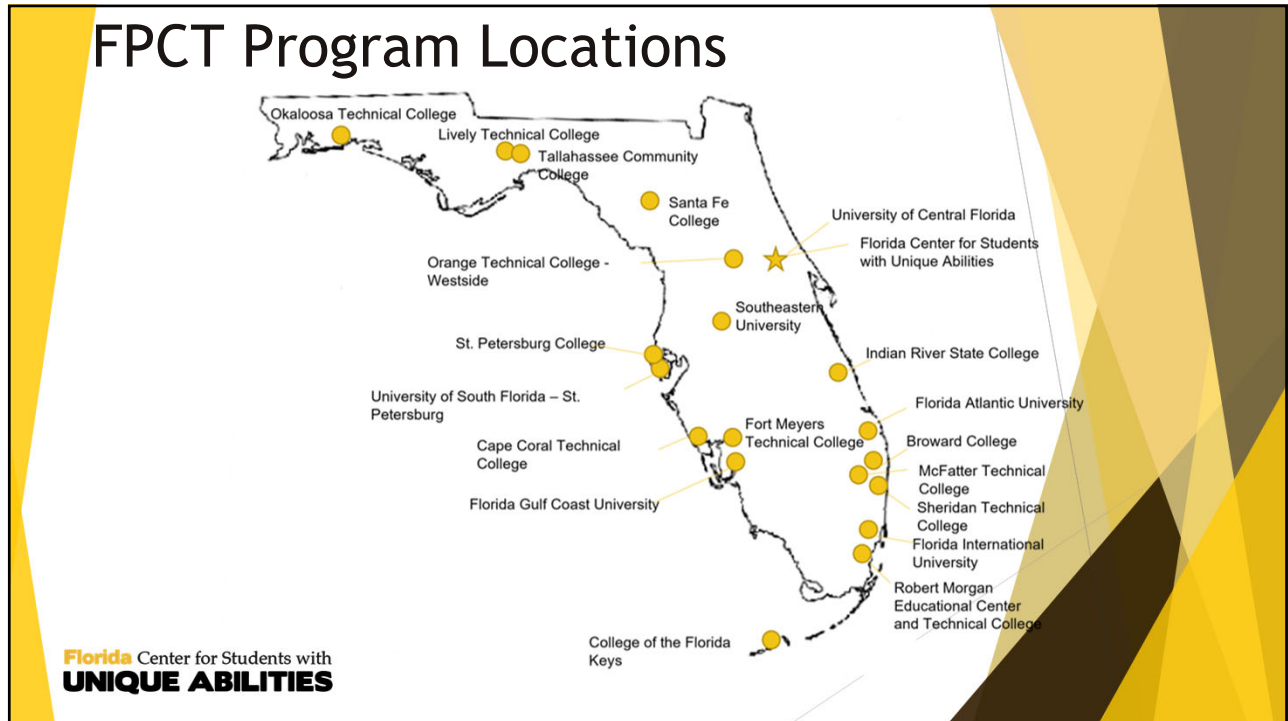 FPCT Program Locations
Okaloosa Technical College
Lively Technical College
Tallahassee Community
College
Santa Fe
College
University of Central Florida
Florida Center for Students
with Unique Abilities
Orange Technical College -
Westside
Southeastern
University
St. Petersburg College
Indian River State College
University of South Florida – St.
Petersburg
Florida Atlantic University
Fort Meyers
Technical College
Cape Coral Technical
College
Broward College
McFatter Technical
College
Florida Gulf Coast University
Sheridan Technical
College
Florida International
University
Robert Morgan
Educational Center
and Technical College
College of the Florida
Keys
Florida Center for Students with
UNIQUE ABILITIES